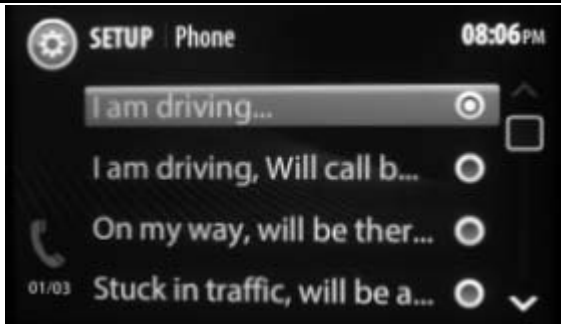 SETUP Phone 08:06PM
I am driving...
I am driving, Will call b...
On my way, will be ther...
Stuck in traffic, will be a...
01/03